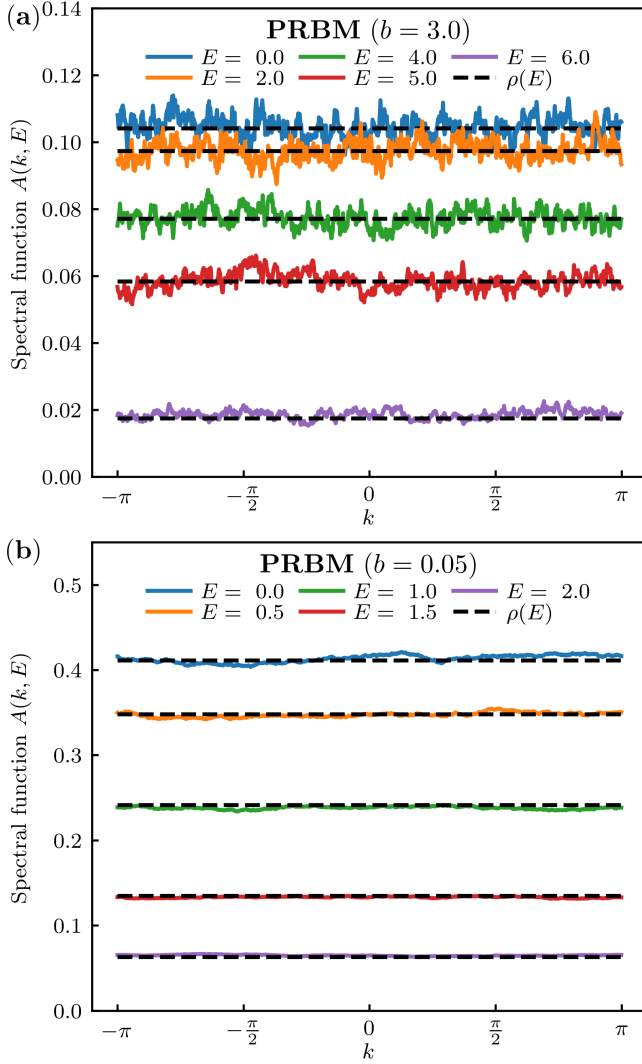 (a)
PRBM (b = 3.0)
E = 0.0 E = 4.0 E = 6.0
E = 2.0 E = 5.0 ρ(E)
Spectral function A(k, E)
0.14
0.12
0.10
0.08
0.06
0.04
0.02
0.00
−π −π/2 0 π/2 π
k
(b)
PRBM (b = 0.05)
E = 0.0 E = 1.0 E = 2.0
E = 0.5 E = 1.5 ρ(E)
Spectral function A(k, E)
0.5
0.4
0.3
0.2
0.1
0.0
−π −π/2 0 π/2 π
k